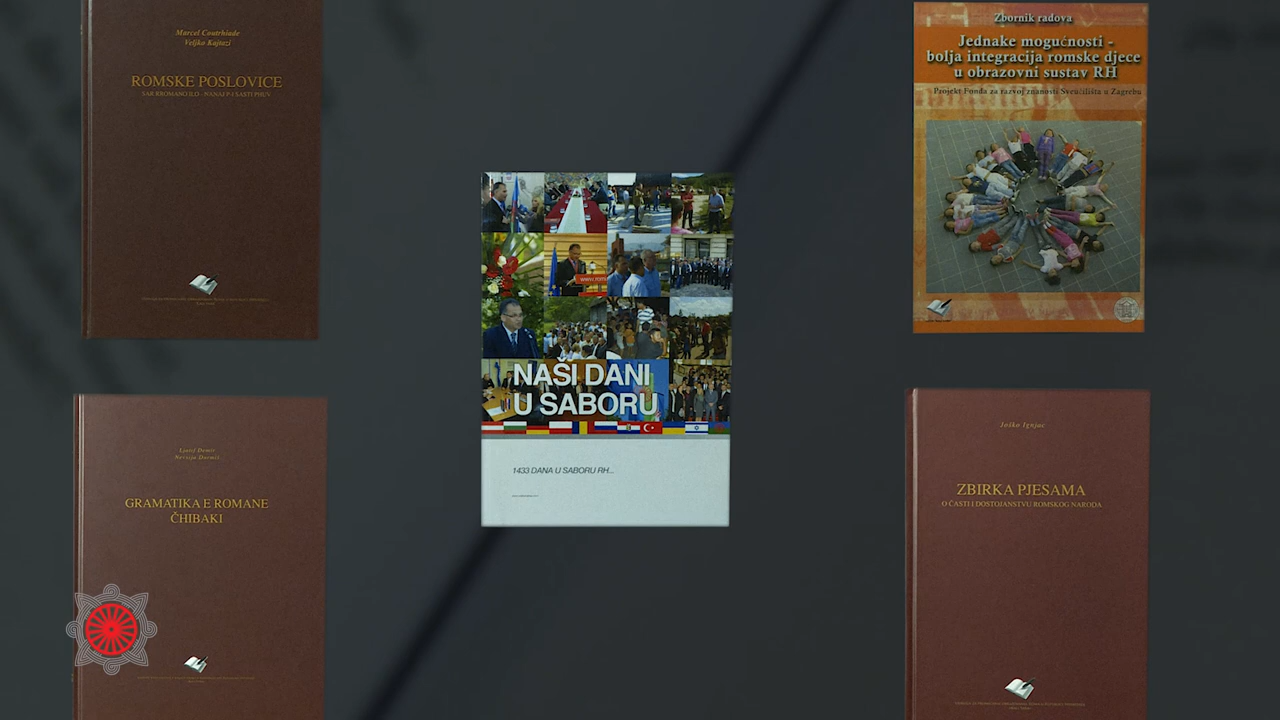 Marcel Courthiade
Veljko Kajtazi
ROMSKE POSLOVICE
Zbornik radova
Jednake mogućnosti -
bolja integracija romske djece
u obrazovni sustav RH
Projekt Fonda za razvoj znanosti Sveučilišta u Zagrebu
NAŠI DANI
U SABORU
1433 DANA U SABORU RH...
GRAMATIKA E ROMANE
ČHIBAKI
Joško Ignjac
ZBIRKA PJESAMA
O ČASTI I DOSTOJANSTVU ROMSKOG NARODA